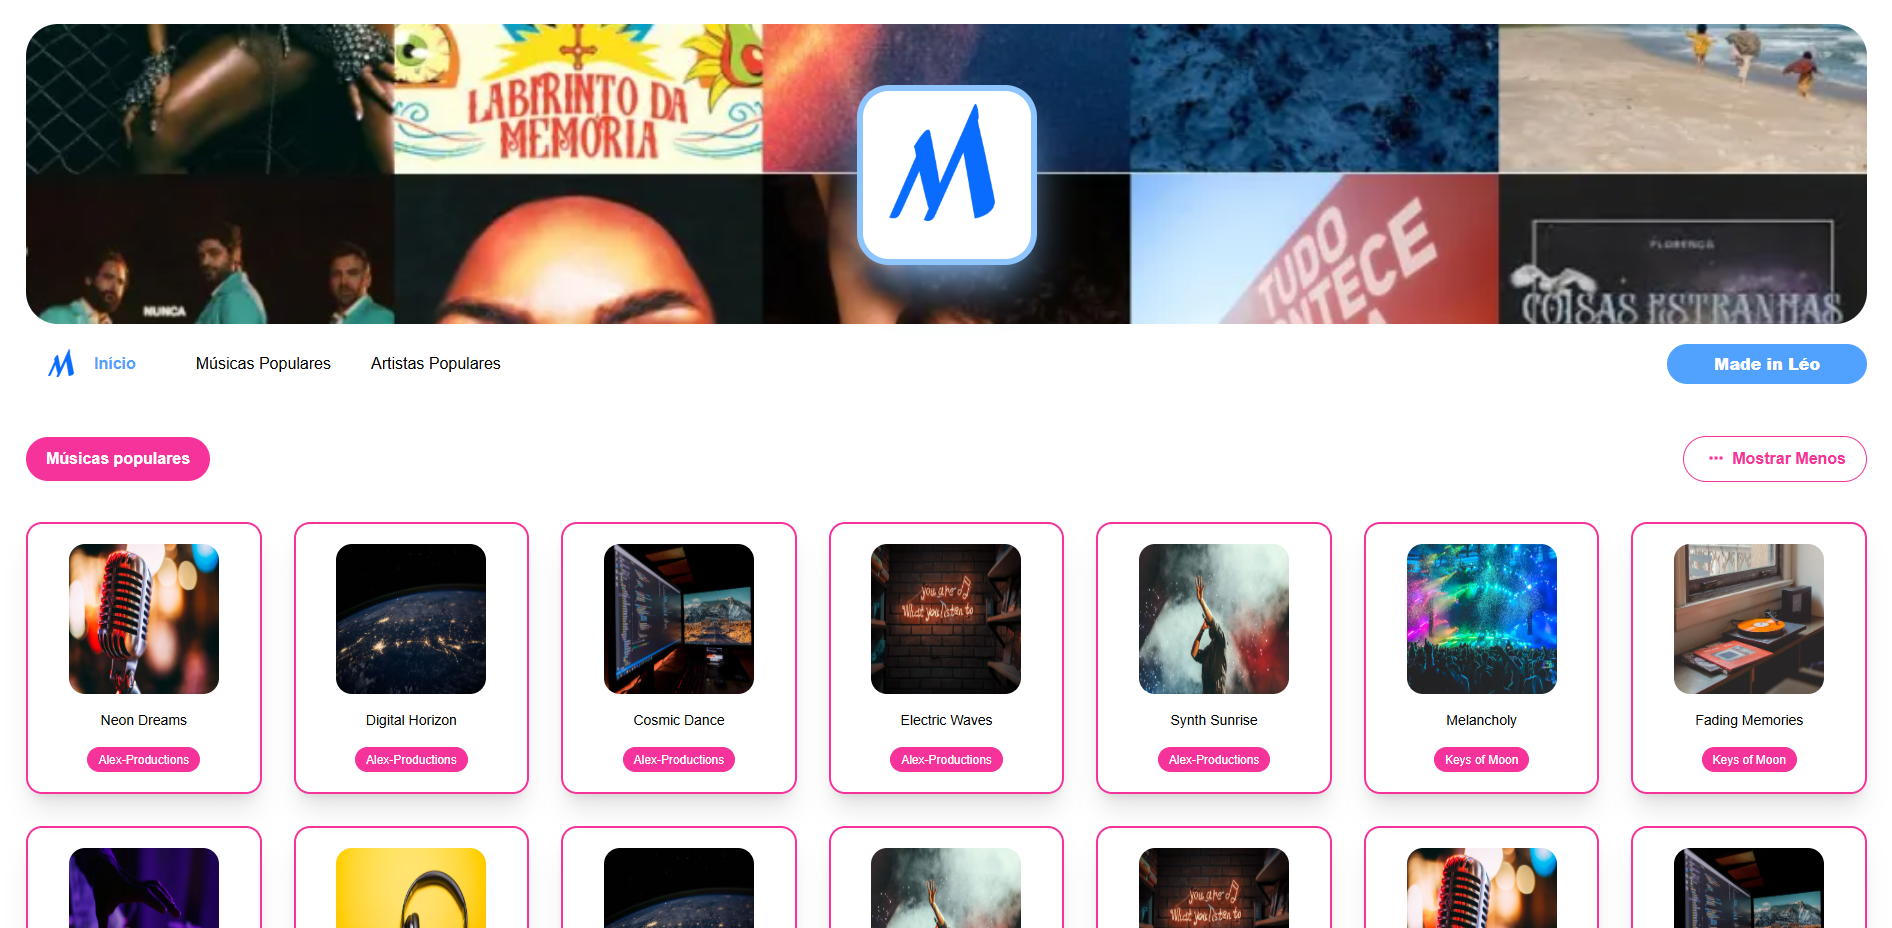 LABIRINTO DA
MEMÓRIA
M
NUNCA
TUDO
FLORENÇA
COISAS ESTRANHAS
M Início Músicas Populares Artistas Populares Made in Léo
Músicas populares ··· Mostrar Menos
you are
What you listen to
Neon Dreams Digital Horizon Cosmic Dance Electric Waves Synth Sunrise Melancholy Fading Memories
Alex-Productions Alex-Productions Alex-Productions Alex-Productions Alex-Productions Keys of Moon Keys of Moon
you are
What you listen to